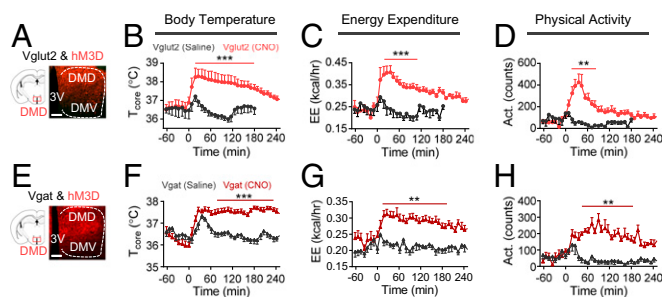 Body Temperature
Energy Expenditure
Physical Activity
A
Vglut2 & hM3D
3V
DMD
DMV
DMD
B
Vglut2 (Saline) Vglut2 (CNO)
***
39
38
37
36
T core (°C)
-60 0 60 120 180 240
Time (min)
C
***
0.45
0.40
0.35
0.30
0.25
0.20
EE (kcal/hr)
-60 0 60 120 180 240
Time (min)
D
**
600
400
200
0
Act. (counts)
-60 0 60 120 180 240
Time (min)
E
Vgat & hM3D
3V
DMD
DMV
DMD
F
Vgat (Saline) Vgat (CNO)
***
38
37
36
35
T core (°C)
-60 0 60 120 180 240
Time (min)
G
**
0.35
0.30
0.25
0.20
0.15
EE (kcal/hr)
-60 0 60 120 180 240
Time (min)
H
**
400
300
200
100
0
Act. (counts)
-60 0 60 120 180 240
Time (min)